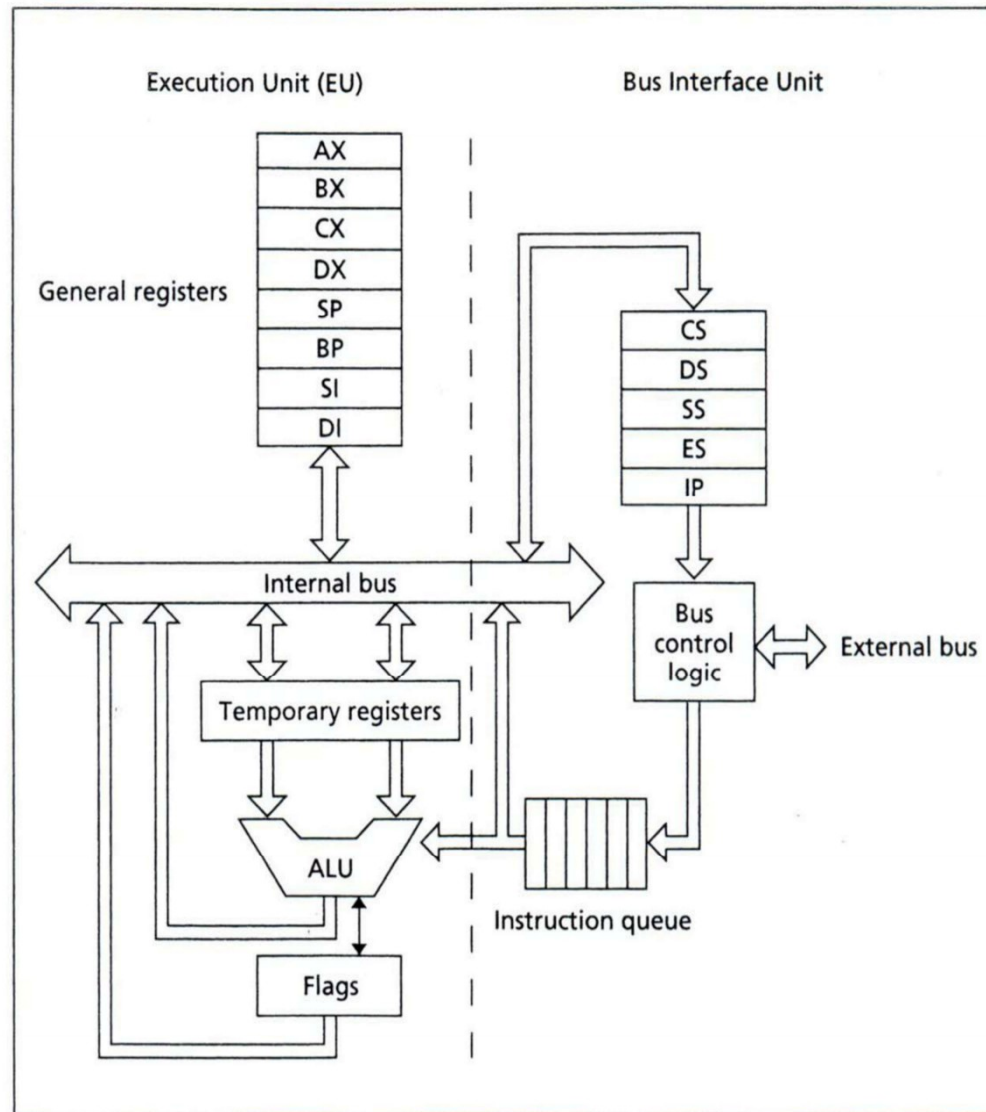 Execution Unit (EU)
Bus Interface Unit
AX
BX
CX
DX
SP
BP
SI
DI
General registers
CS
DS
SS
ES
IP
Internal bus
Bus
control
logic
External bus
Temporary registers
ALU
Instruction queue
Flags